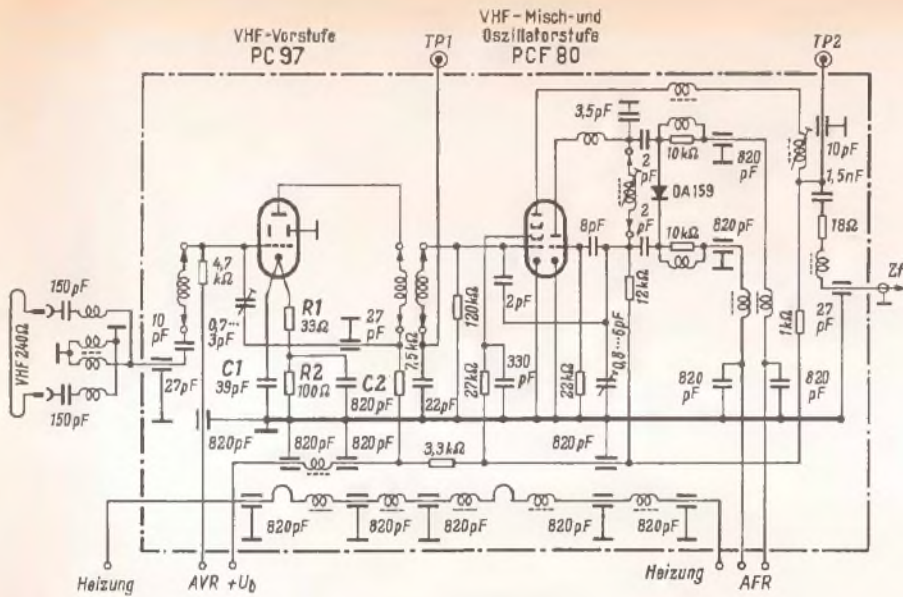 VHF-Vorstufe
PC 97
VHF-Misch-und
Oszillatorstufe
PCF 80
TP1
TP2
3,5pF
10kΩ
820
pF
10pF
1,5nF
2
pF
OA159
18Ω
8pF
2
pF
820
pF
10kΩ
Zf
4,7
kΩ
150pF
10
pF
0,7...
3pF
R1
33Ω
27
pF
7,5kΩ
120kΩ
2pF
12kΩ
1kΩ
27
pF
VHF 240Ω
27pF
C1
39pF
R2
100Ω
C2
820pF
22pF
27kΩ
330
pF
22kΩ
0,8...6pF
820
pF
820
pF
150pF
820pF
820pF
820pF
3,3kΩ
820pF
820pF
820pF
820pF
820pF
820pF
Heizung
AVR
+Ub
Heizung
AFR